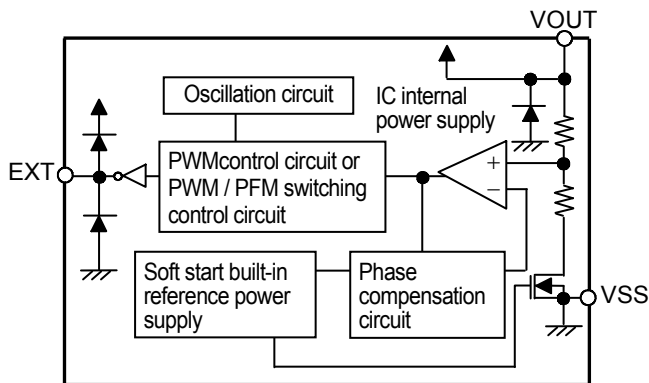 VOUT
Oscillation circuit
IC internal
power supply
EXT
PWMcontrol circuit or
PWM / PFM switching
control circuit
+
−
Soft start built-in
reference power
supply
Phase
compensation
circuit
VSS